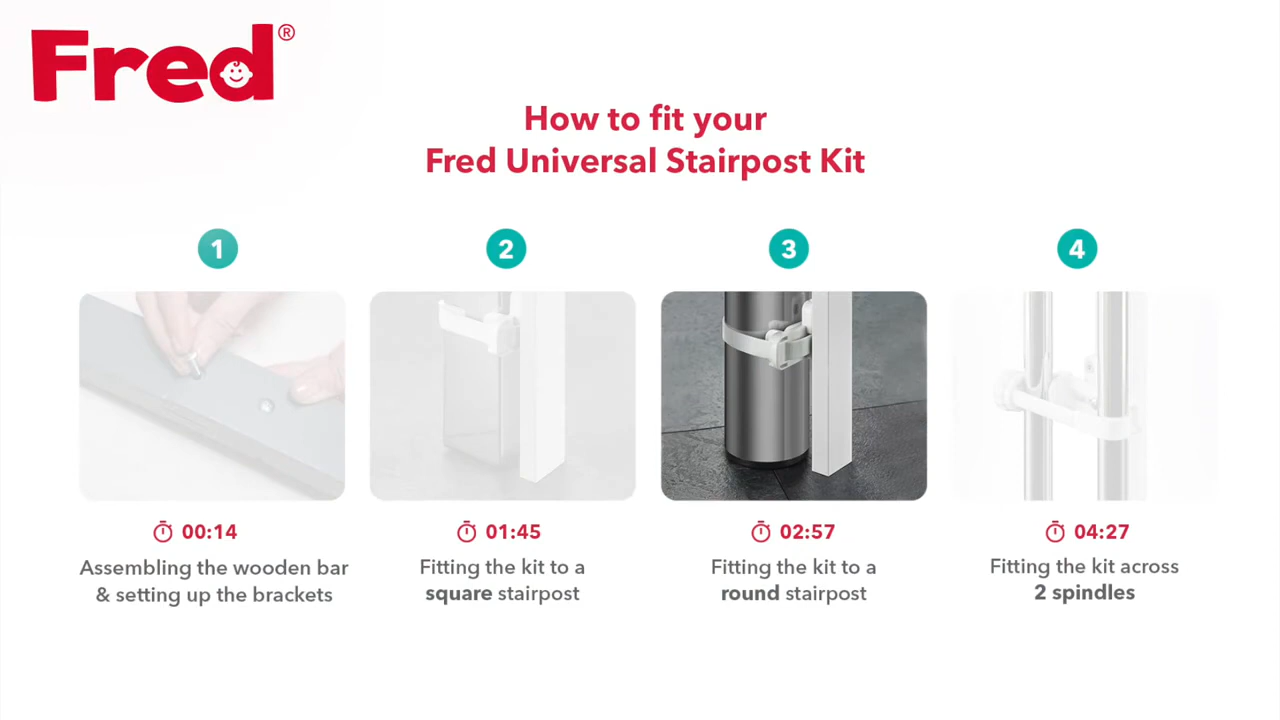 Fred®
How to fit your
Fred Universal Stairpost Kit
1
2
3
4
00:14
01:45
02:57
04:27
Assembling the wooden bar
& setting up the brackets
Fitting the kit to a
square stairpost
Fitting the kit to a
round stairpost
Fitting the kit across
2 spindles